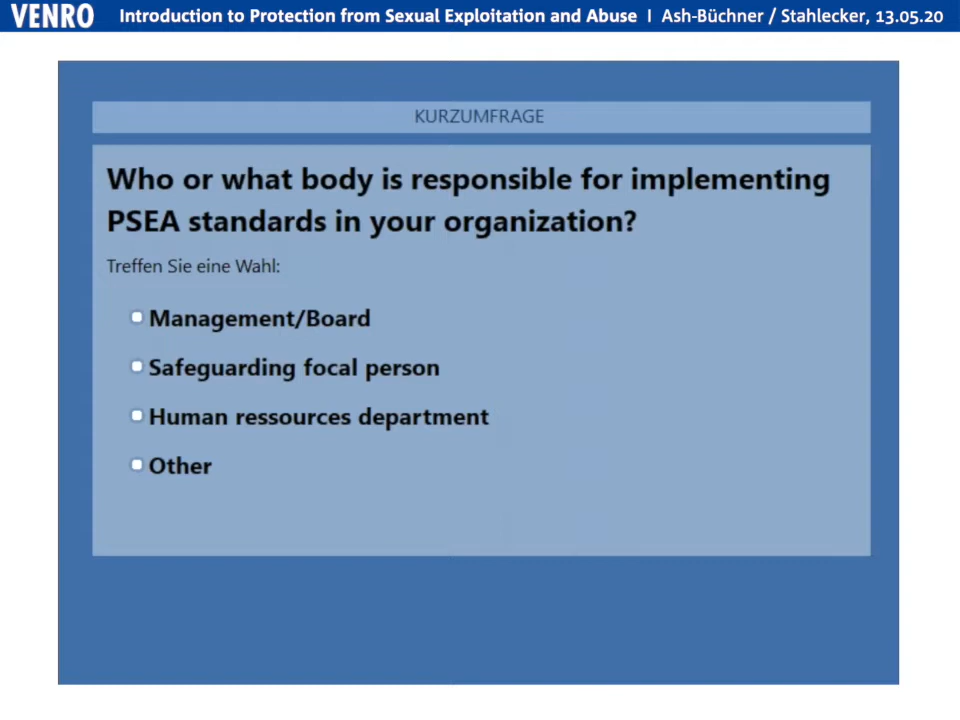 VENRO Introduction to Protection from Sexual Exploitation and Abuse I Ash-Büchner / Stahlecker, 13.05.20
KURZUMFRAGE
Who or what body is responsible for implementing
PSEA standards in your organization?
Treffen Sie eine Wahl:
Management/Board
Safeguarding focal person
Human ressources department
Other